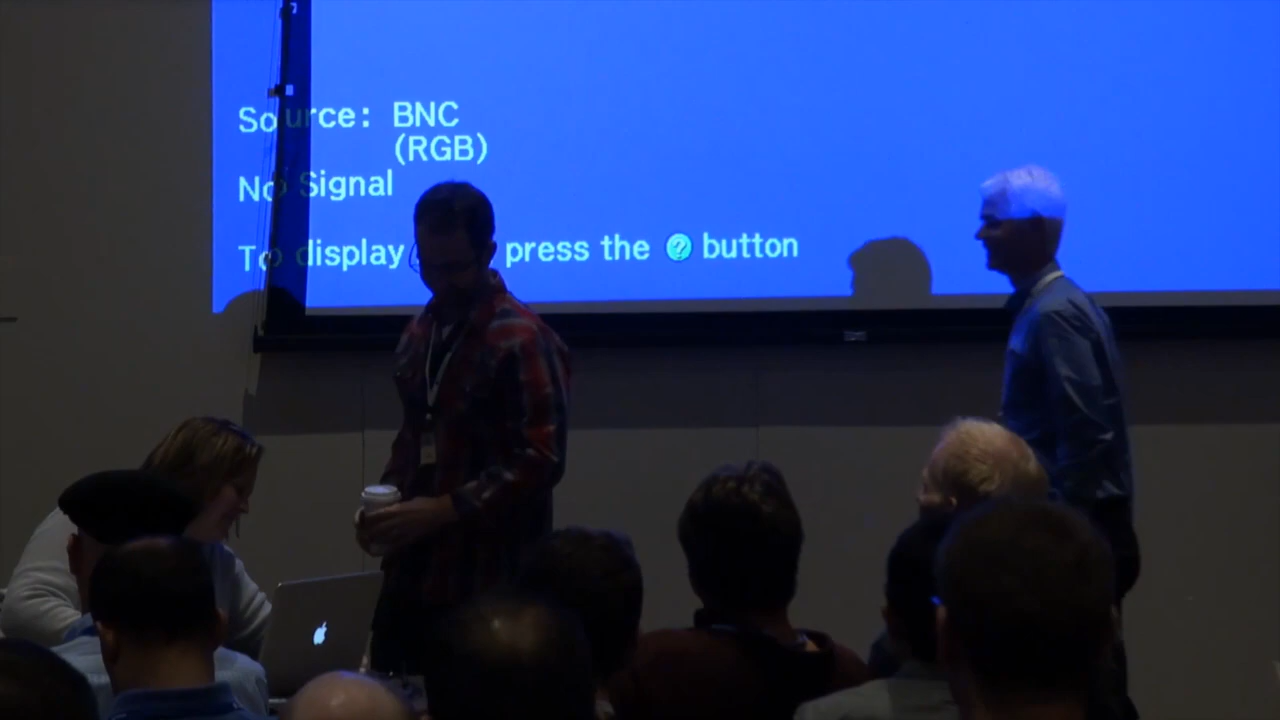 Source: BNC
(RGB)
No Signal
To display press the ? button